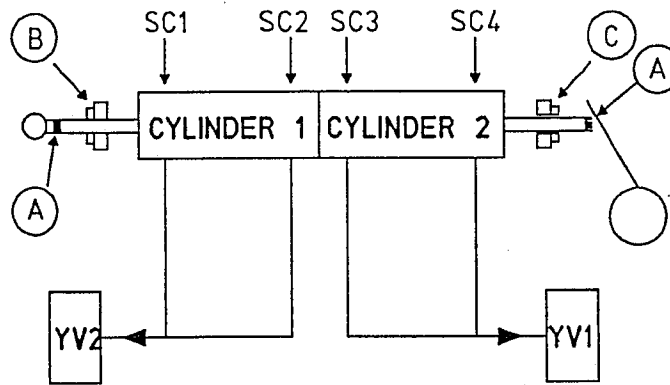 B SC1 SC2 SC3 SC4 C A
CYLINDER 1 CYLINDER 2
A
YV2 YV1